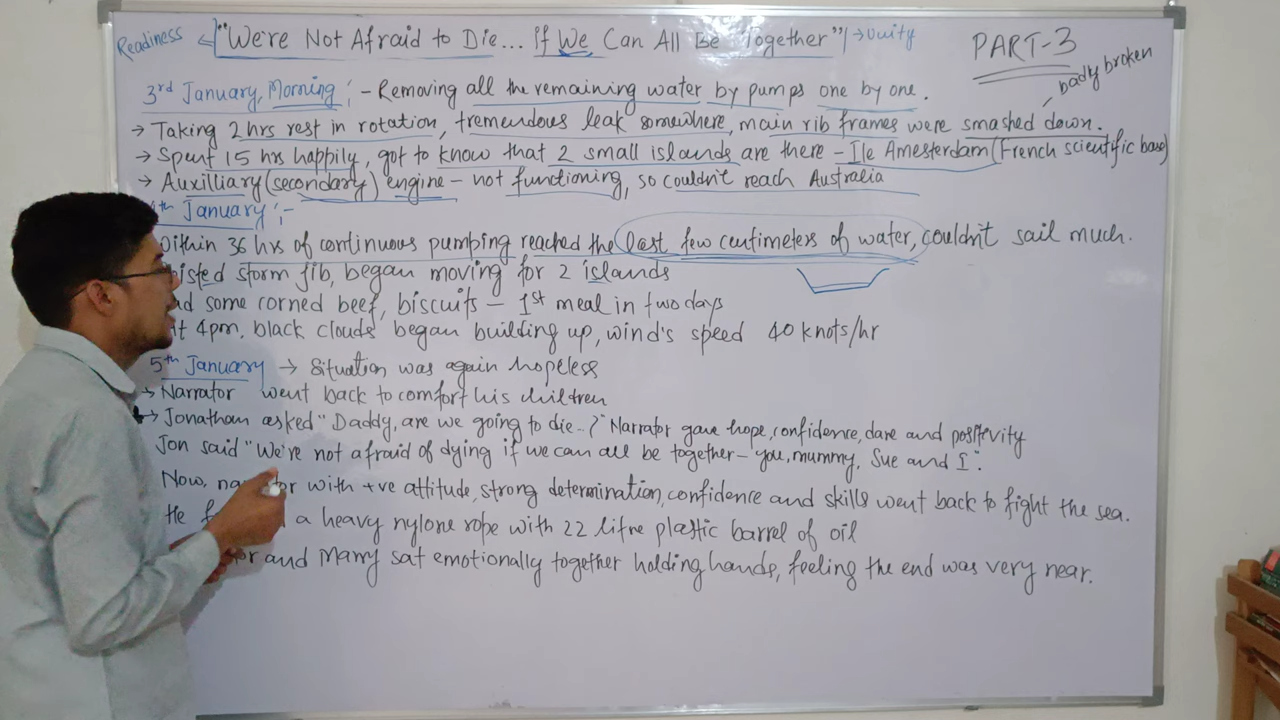 Readiness "We're Not Afraid to Die... If We Can All Be Together" → Unity PART-3
badly broken
3rd January, Morning :- Removing all the remaining water by pumps one by one.
→ Taking 2 hrs rest in rotation, tremendous leak somewhere, main rib frames were smashed down.
→ Spent 15 hrs happily, got to know that 2 small islands are there - Ile Amesterdam (French scientific base)
→ Auxilliary (secondary) engine - not functioning, so couldn't reach Australia
January :-
36 hrs of continuous pumping reached the last few centimeters of water, couldn't sail much.
storm jib, began moving for 2 islands
some corned beef, biscuits - 1st meal in two days
4pm, black clouds began building up, wind's speed 40 knots/hr
5th January → Situation was again hopeless
→ Narrator went back to comfort his children
→ Jonathan asked "Daddy, are we going to die..?" Narrator gave hope, confidence, dare and positivity
Jon said "We're not afraid of dying if we can all be together - you, mummy, Sue and I".
Now, with +ve attitude, strong determination, confidence and skills went back to fight the sea.
He a heavy nylone rope with 22 litre plastic barrel of oil
and Marry sat emotionally together holding hands, feeling the end was very near.